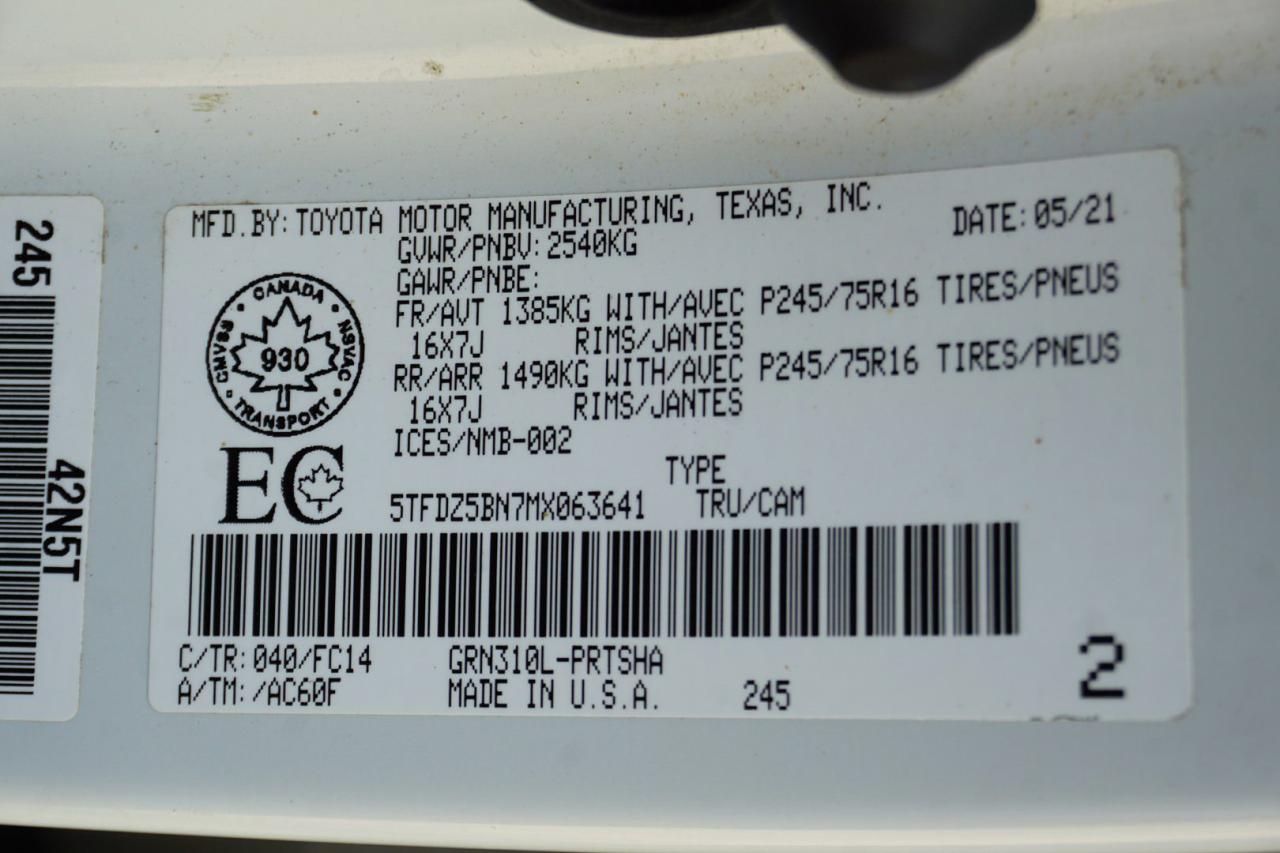 245
42N5T
MFD.BY: TOYOTA MOTOR MANUFACTURING, TEXAS, INC.
DATE: 05/21
GVWR/PNBV: 2540KG
GAWR/PNBE:
FR/AVT 1385KG WITH/AVEC P245/75R16 TIRES/PNEUS
16X7J RIMS/JANTES
RR/ARR 1490KG WITH/AVEC P245/75R16 TIRES/PNEUS
16X7J RIMS/JANTES
ICES/NMB-002
CANADA
CMVSR
NSVAC
930
TRANSPORT
EC
TYPE
5TFDZ5BN7MX063641 TRU/CAM
C/TR: 040/FC14 GRN310L-PRTSHA
A/TM: /AC60F MADE IN U.S.A. 245
2